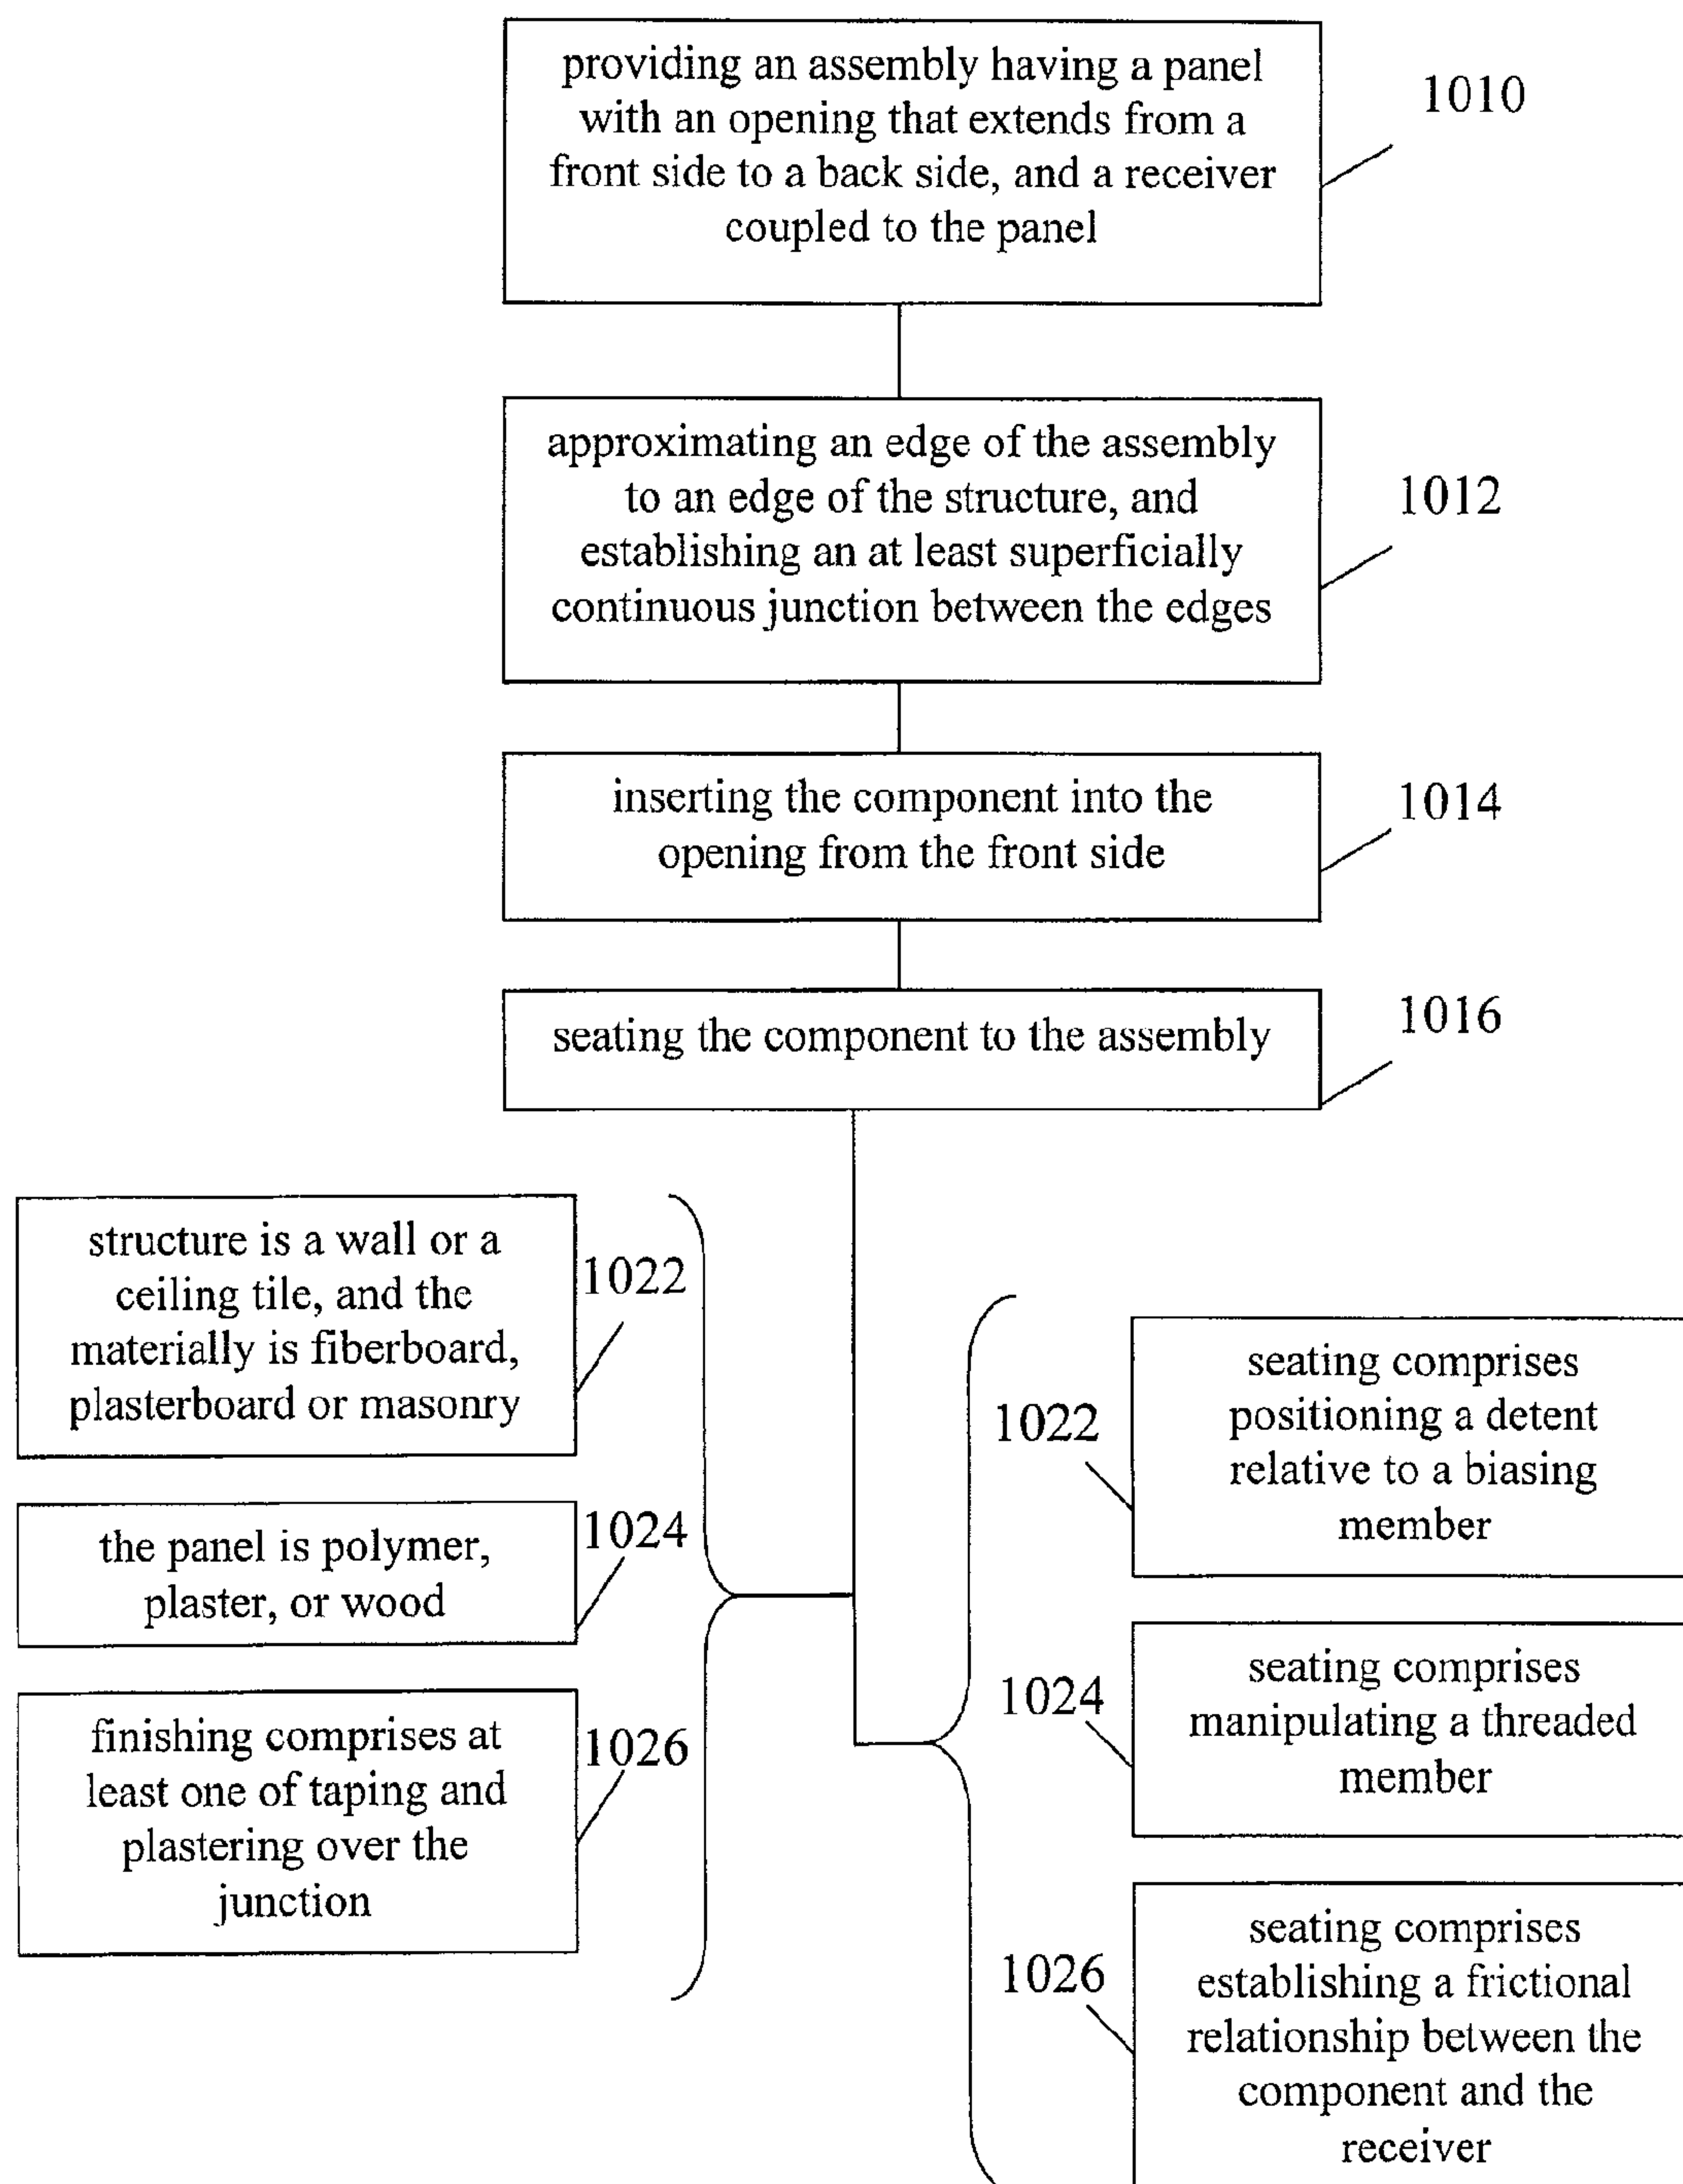 providing an assembly having a panel
with an opening that extends from a
front side to a back side, and a receiver
coupled to the panel
1010
approximating an edge of the assembly
to an edge of the structure, and
establishing an at least superficially
continuous junction between the edges
1012
inserting the component into the
opening from the front side
1014
seating the component to the assembly
1016
structure is a wall or a
ceiling tile, and the
materially is fiberboard,
plasterboard or masonry
1022
the panel is polymer,
plaster, or wood
1024
finishing comprises at
least one of taping and
plastering over the
junction
1026
1022
seating comprises
positioning a detent
relative to a biasing
member
1024
seating comprises
manipulating a threaded
member
1026
seating comprises
establishing a frictional
relationship between the
component and the
receiver